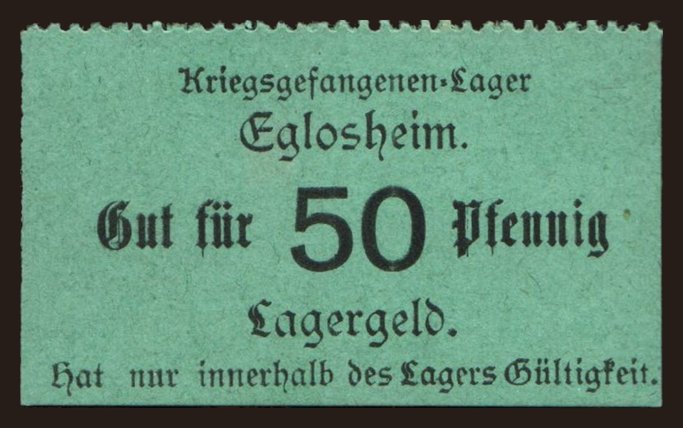 Kriegsgefangenen-Lager
Eglosheim.
Gut für 50 Pfennig
Lagergeld.
Hat nur innerhalb des Lagers Gültigkeit.